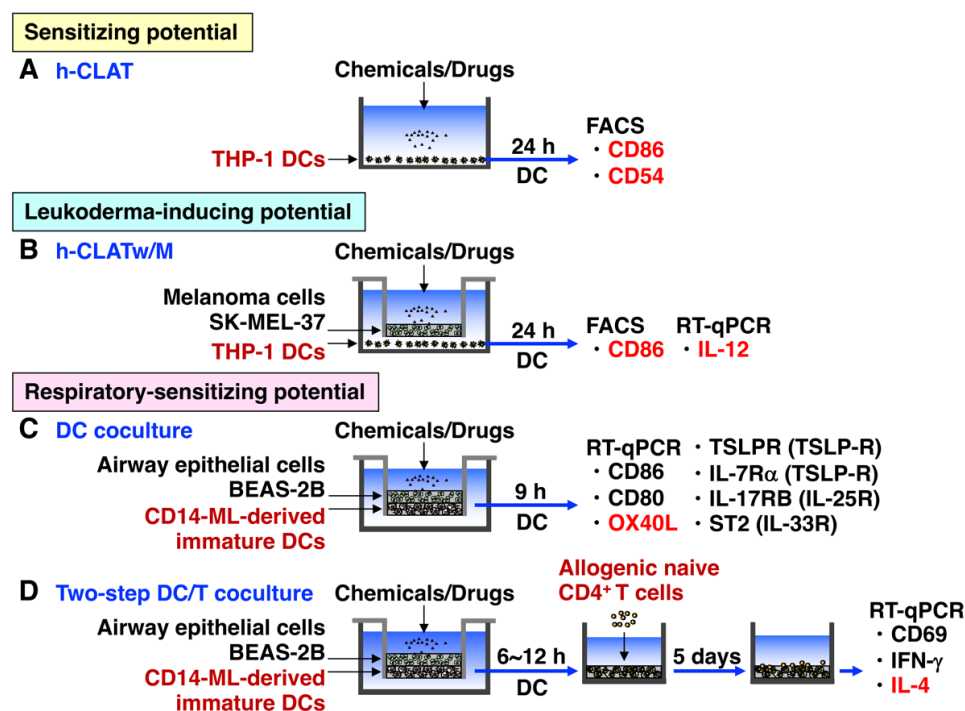 Sensitizing potential
A h-CLAT
Chemicals/Drugs
THP-1 DCs
24 h
DC
FACS
・CD86
・CD54
Leukoderma-inducing potential
B h-CLATw/M
Chemicals/Drugs
Melanoma cells
SK-MEL-37
THP-1 DCs
24 h
DC
FACS
・CD86
RT-qPCR
・IL-12
Respiratory-sensitizing potential
C DC coculture
Chemicals/Drugs
Airway epithelial cells
BEAS-2B
CD14-ML-derived
immature DCs
9 h
DC
RT-qPCR
・CD86
・CD80
・OX40L
・TSLPR (TSLP-R)
・IL-7Rα (TSLP-R)
・IL-17RB (IL-25R)
・ST2 (IL-33R)
D Two-step DC/T coculture
Chemicals/Drugs
Airway epithelial cells
BEAS-2B
CD14-ML-derived
immature DCs
6~12 h
DC
Allogenic naive
CD4⁺ T cells
5 days
RT-qPCR
・CD69
・IFN-γ
・IL-4